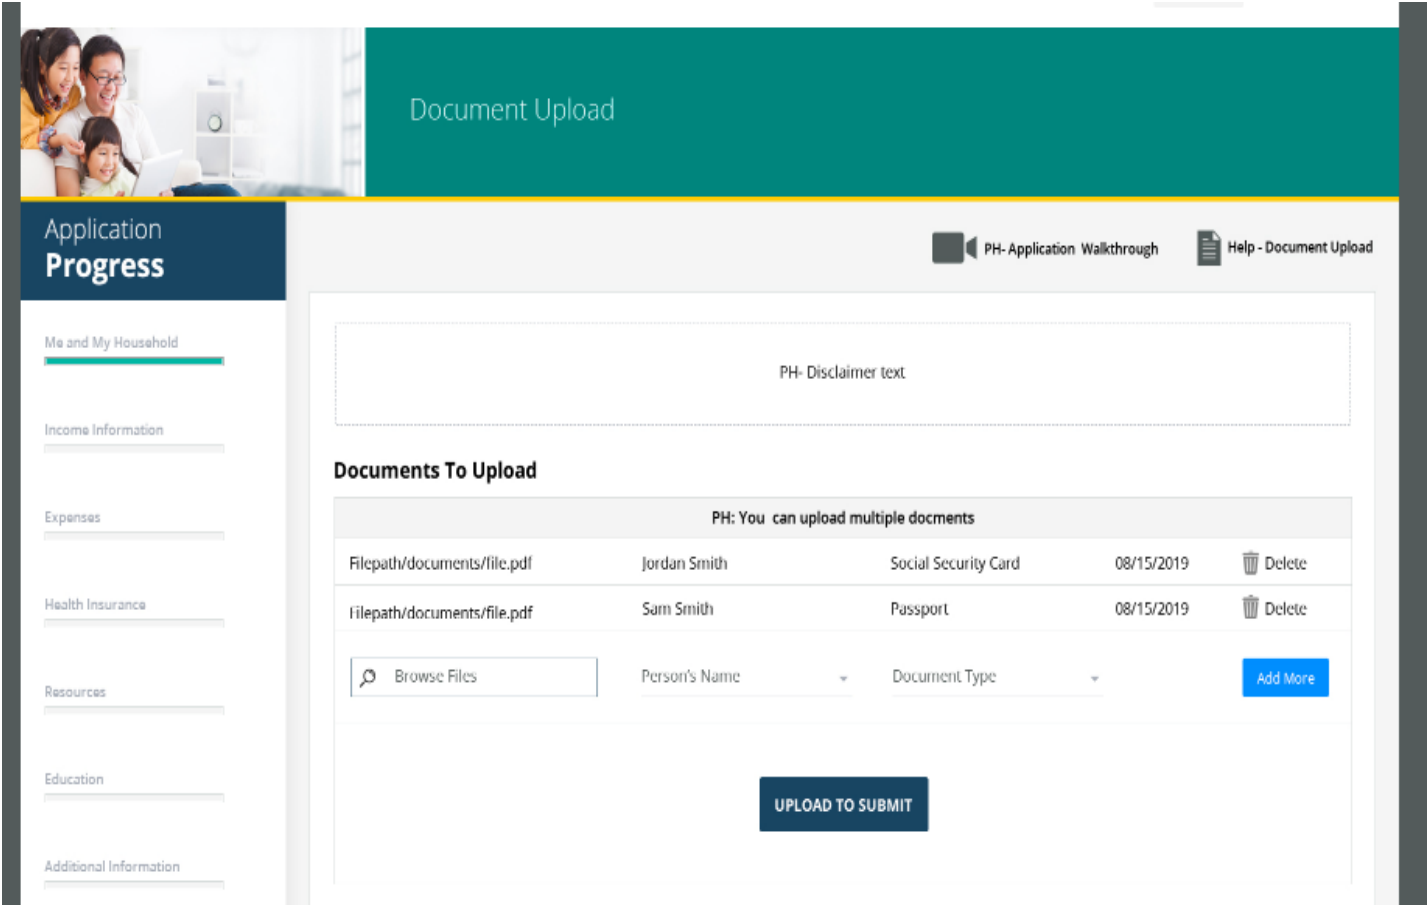 Document Upload
Application
Progress
PH- Application Walkthrough
Help - Document Upload
Me and My Household
Income Information
Expenses
Health Insurance
Resources
Education
Additional Information
PH- Disclaimer text
Documents To Upload
PH: You can upload multiple docments
Filepath/documents/file.pdf Jordan Smith Social Security Card 08/15/2019 Delete
Filepath/documents/file.pdf Sam Smith Passport 08/15/2019 Delete
Browse Files Person's Name Document Type Add More
UPLOAD TO SUBMIT